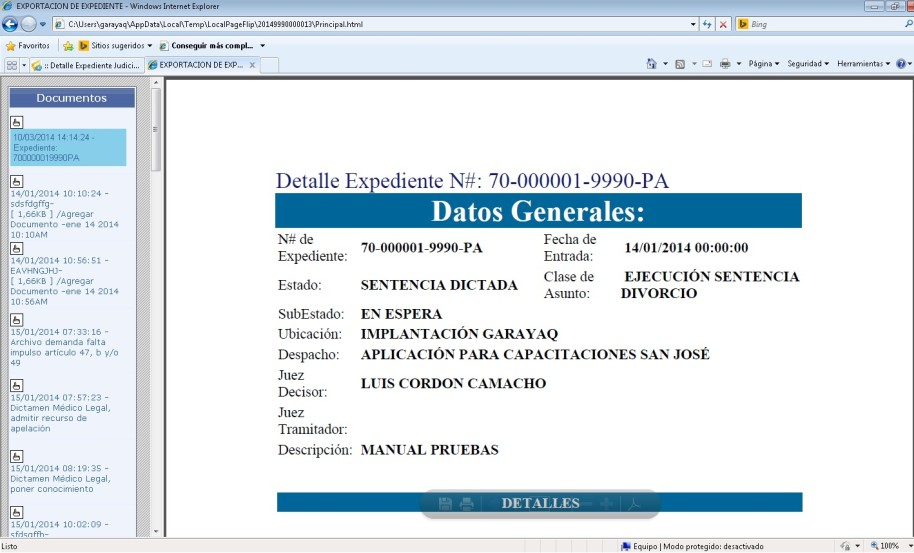 EXPORTACION DE EXPEDIENTE - Windows Internet Explorer
C:\Users\garayaq\AppData\Local\Temp\LocalPageFlip\20149990000013\Principal.html
Bing
Favoritos
Sitios sugeridos
Conseguir más compl...
:: Detalle Expediente Judici...
EXPORTACION DE EXP...
Página
Seguridad
Herramientas
Documentos
10/03/2014 14:14:24 -
Expediente:
700000019990PA
14/01/2014 10:10:24 -
sdsfdgffg-
[ 1,66KB ] /Agregar
Documento -ene 14 2014
10:10AM
14/01/2014 10:56:51 -
EAVHNGJHJ-
[ 1,66KB ] /Agregar
Documento -ene 14 2014
10:56AM
15/01/2014 07:33:16 -
Archivo demanda falta
impulso artículo 47, b y/o
49
15/01/2014 07:57:23 -
Dictamen Médico Legal,
admitir recurso de
apelación
15/01/2014 08:19:35 -
Dictamen Médico Legal,
poner conocimiento
15/01/2014 10:02:09 -
sfdsgffh-
Detalle Expediente N#: 70-000001-9990-PA
Datos Generales:
N# de Expediente: 70-000001-9990-PA
Fecha de Entrada: 14/01/2014 00:00:00
Estado: SENTENCIA DICTADA
Clase de Asunto: EJECUCIÓN SENTENCIA
DIVORCIO
SubEstado: EN ESPERA
Ubicación: IMPLANTACIÓN GARAYAQ
Despacho: APLICACIÓN PARA CAPACITACIONES SAN JOSÉ
Juez Decisor: LUIS CORDON CAMACHO
Juez Tramitador:
Descripción: MANUAL PRUEBAS
DETALLES
Listo
Equipo | Modo protegido: desactivado
100%